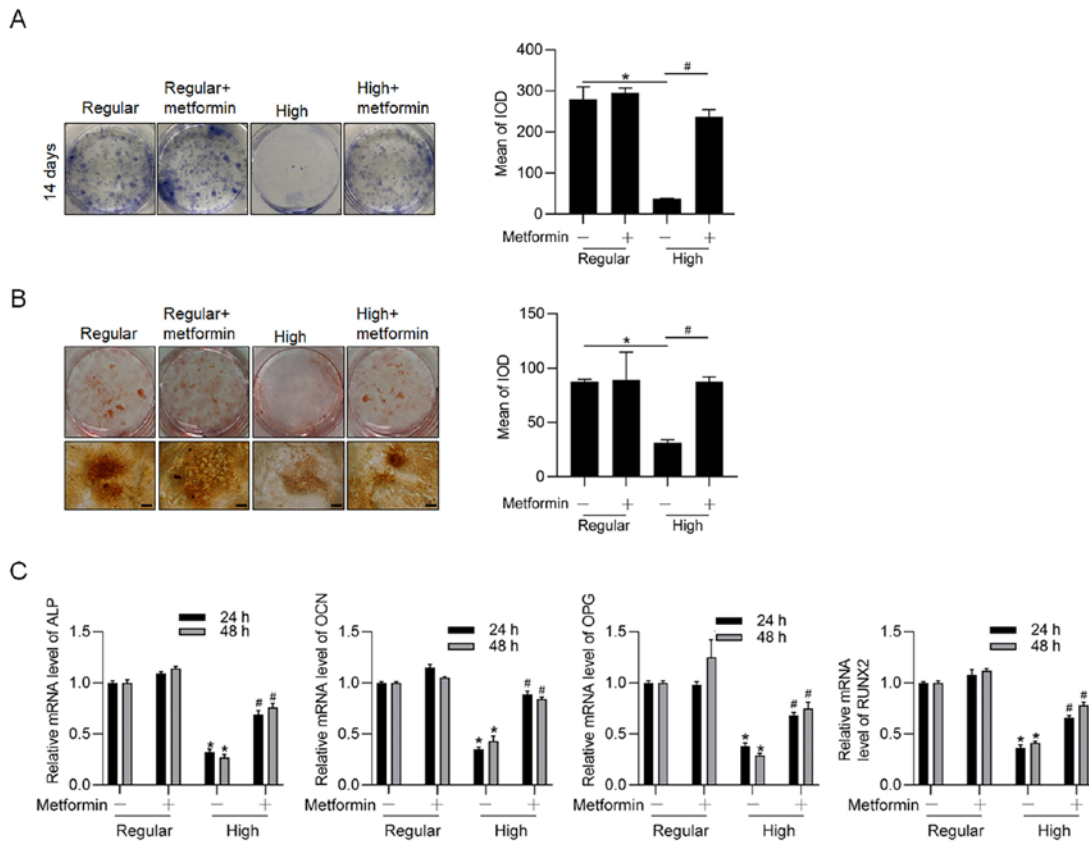 A
14 days
Regular
Regular+
metformin
High
High+
metformin
Mean of IOD
400
300
200
100
0
*
#
Metformin
— + — +
Regular
High
B
Regular
Regular+
metformin
High
High+
metformin
Mean of IOD
150
100
50
0
*
#
Metformin
— + — +
Regular
High
C
Relative mRNA level of ALP
1.5
1.0
0.5
0.0
24 h
48 h
* *
# #
Metformin
— + — +
Regular
High
Relative mRNA level of OCN
1.5
1.0
0.5
0.0
24 h
48 h
* *
# #
Metformin
— + — +
Regular
High
Relative mRNA level of OPG
1.5
1.0
0.5
0.0
24 h
48 h
* *
# #
Metformin
— + — +
Regular
High
Relative mRNA
level of RUNX2
1.5
1.0
0.5
0.0
24 h
48 h
* *
# #
Metformin
— + — +
Regular
High